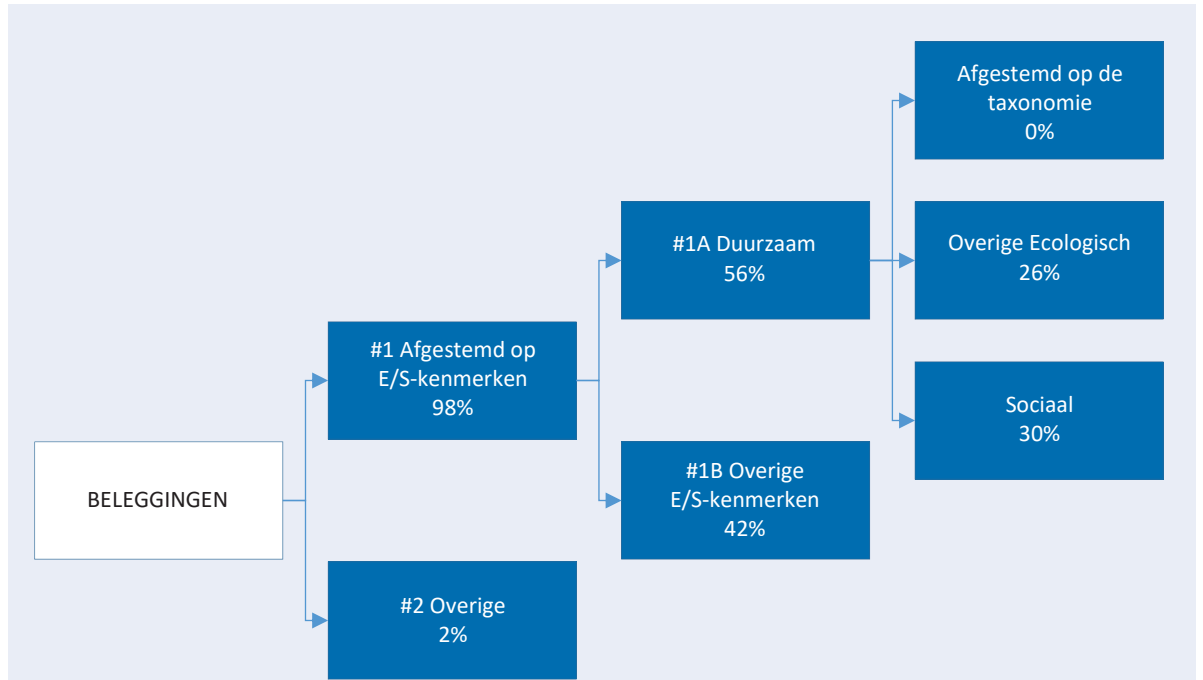 BELEGGINGEN
#1 Afgestemd op
E/S-kenmerken
98%
#2 Overige
2%
#1A Duurzaam
56%
#1B Overige
E/S-kenmerken
42%
Afgestemd op de
taxonomie
0%
Overige Ecologisch
26%
Sociaal
30%